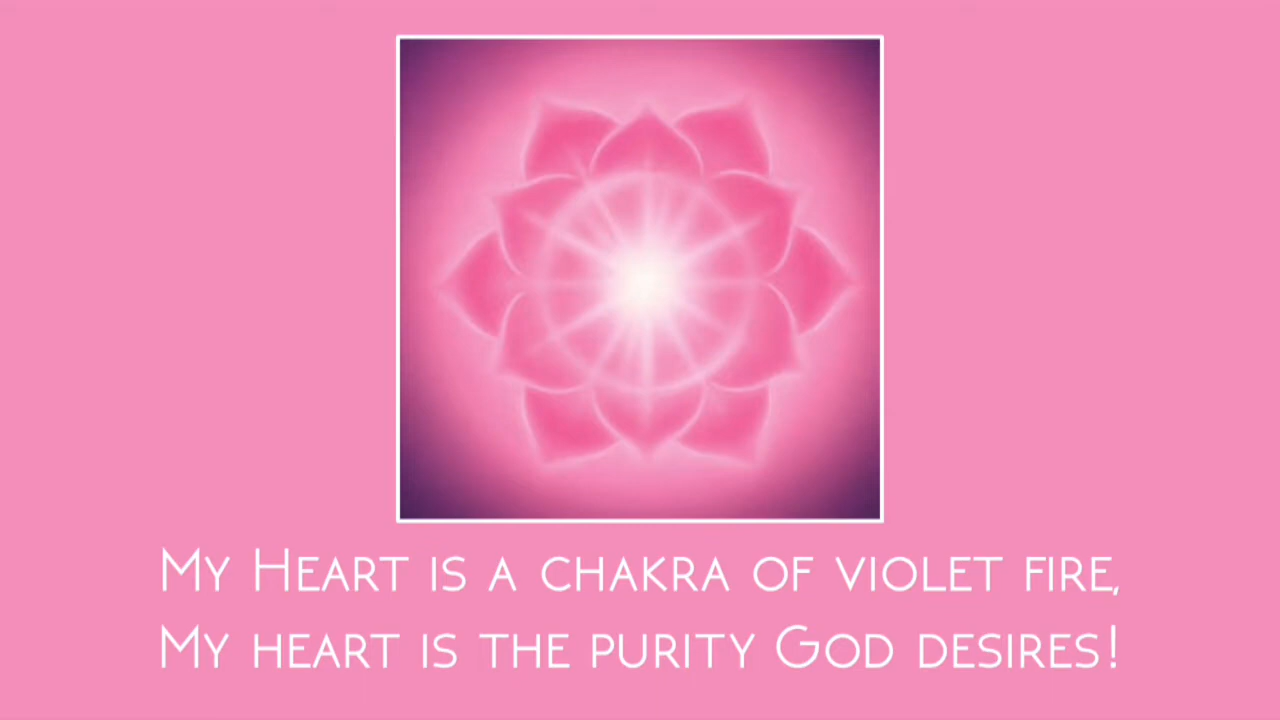 My Heart is a chakra of violet fire,
My heart is the purity God desires!